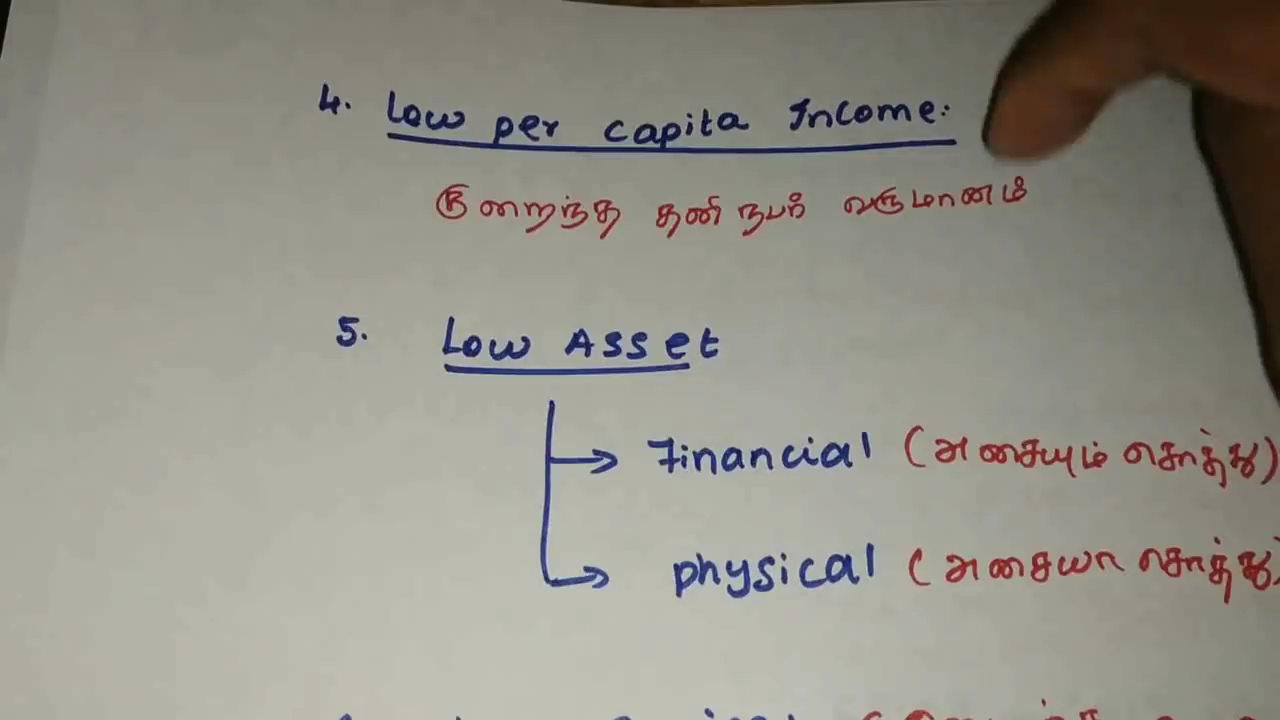 4. Low per capita Income:
குறைந்த தனி நபர் வருமானம்
5. Low Asset
Financial (அசையும் சொத்து)
physical (அசையா சொத்து)